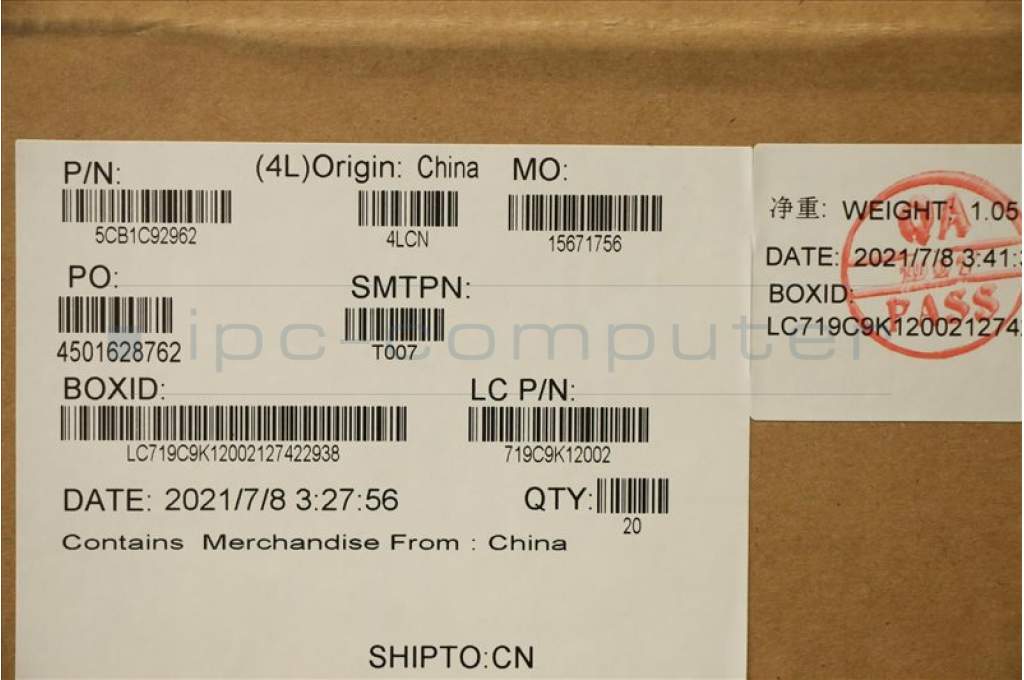 P/N: (4L)Origin: China MO:
5CB1C92962 4LCN 15671756
PO: SMTPN:
4501628762 T007
BOXID: LC P/N:
LC719C9K12002127422938 719C9K12002
DATE: 2021/7/8 3:27:56 QTY:
20
Contains Merchandise From : China
SHIPTO:CN
净重: WEIGHT: 1.05
DATE: 2021/7/8 3:41:
BOXID:
LC719C9K1200212742
QA
PASS
ipc-computer